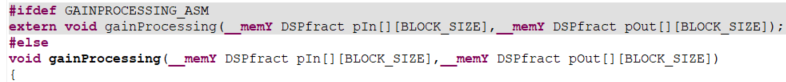 #ifdef GAINPROCESSING_ASM
extern void gainProcessing(__memY DSPfract pIn[][BLOCK_SIZE],__memY DSPfract pOut[][BLOCK_SIZE]);
#else
void gainProcessing(__memY DSPfract pIn[][BLOCK_SIZE],__memY DSPfract pOut[][BLOCK_SIZE])
{